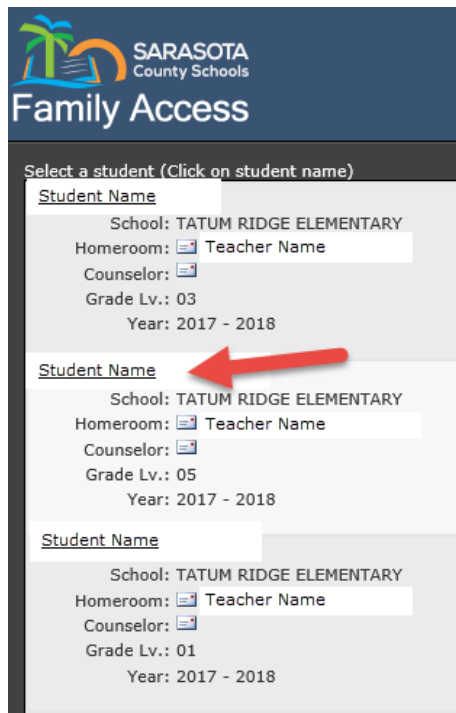 SARASOTA
County Schools
Family Access
Select a student (Click on student name)
Student Name
School: TATUM RIDGE ELEMENTARY
Homeroom: Teacher Name
Counselor:
Grade Lv.: 03
Year: 2017 - 2018
Student Name
School: TATUM RIDGE ELEMENTARY
Homeroom: Teacher Name
Counselor:
Grade Lv.: 05
Year: 2017 - 2018
Student Name
School: TATUM RIDGE ELEMENTARY
Homeroom: Teacher Name
Counselor:
Grade Lv.: 01
Year: 2017 - 2018